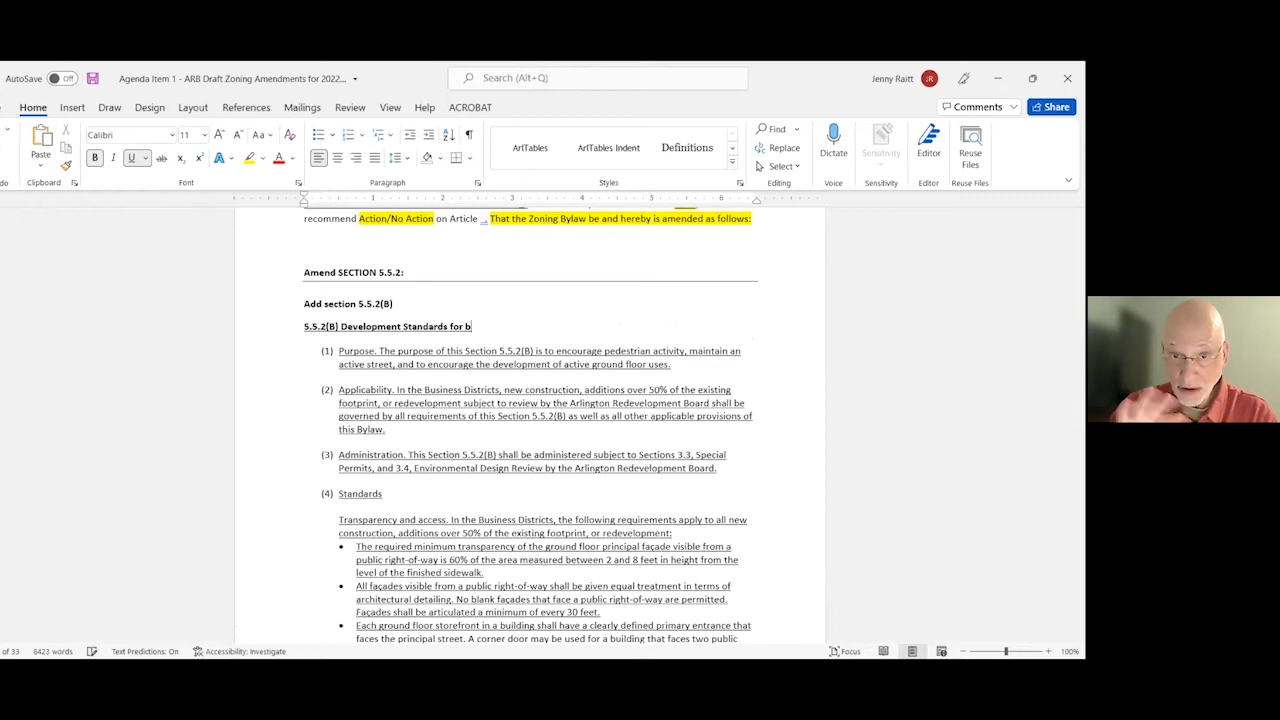 AutoSave Off Agenda Item 1 - ARB Draft Zoning Amendments for 2022... Search (Alt+Q) Jenny Raitt JR
Home Insert Draw Design Layout References Mailings Review View Help ACROBAT Comments Share
Paste
Calibri 11
ArtTables ArtTables Indent Definitions
Find
Replace
Select
Dictate Sensitivity Editor Reuse Files
Clipboard Font Paragraph Styles Editing Voice Sensitivity Editor Reuse Files
1 2 3 4 5 6
recommend Action/No Action on Article _. That the Zoning Bylaw be and hereby is amended as follows:
Amend SECTION 5.5.2:
Add section 5.5.2(B)
5.5.2(B) Development Standards for b
(1) Purpose. The purpose of this Section 5.5.2(B) is to encourage pedestrian activity, maintain an
active street, and to encourage the development of active ground floor uses.
(2) Applicability. In the Business Districts, new construction, additions over 50% of the existing
footprint, or redevelopment subject to review by the Arlington Redevelopment Board shall be
governed by all requirements of this Section 5.5.2(B) as well as all other applicable provisions of
this Bylaw.
(3) Administration. This Section 5.5.2(B) shall be administered subject to Sections 3.3, Special
Permits, and 3.4, Environmental Design Review by the Arlington Redevelopment Board.
(4) Standards
Transparency and access. In the Business Districts, the following requirements apply to all new
construction, additions over 50% of the existing footprint, or redevelopment:
• The required minimum transparency of the ground floor principal façade visible from a
public right-of-way is 60% of the area measured between 2 and 8 feet in height from the
level of the finished sidewalk.
• All façades visible from a public right-of-way shall be given equal treatment in terms of
architectural detailing. No blank façades that face a public right-of-way are permitted.
Façades shall be articulated a minimum of every 30 feet.
• Each ground floor storefront in a building shall have a clearly defined primary entrance that
faces the principal street. A corner door may be used for a building that faces two public
of 33 8423 words Text Predictions: On Accessibility: Investigate Focus 100%